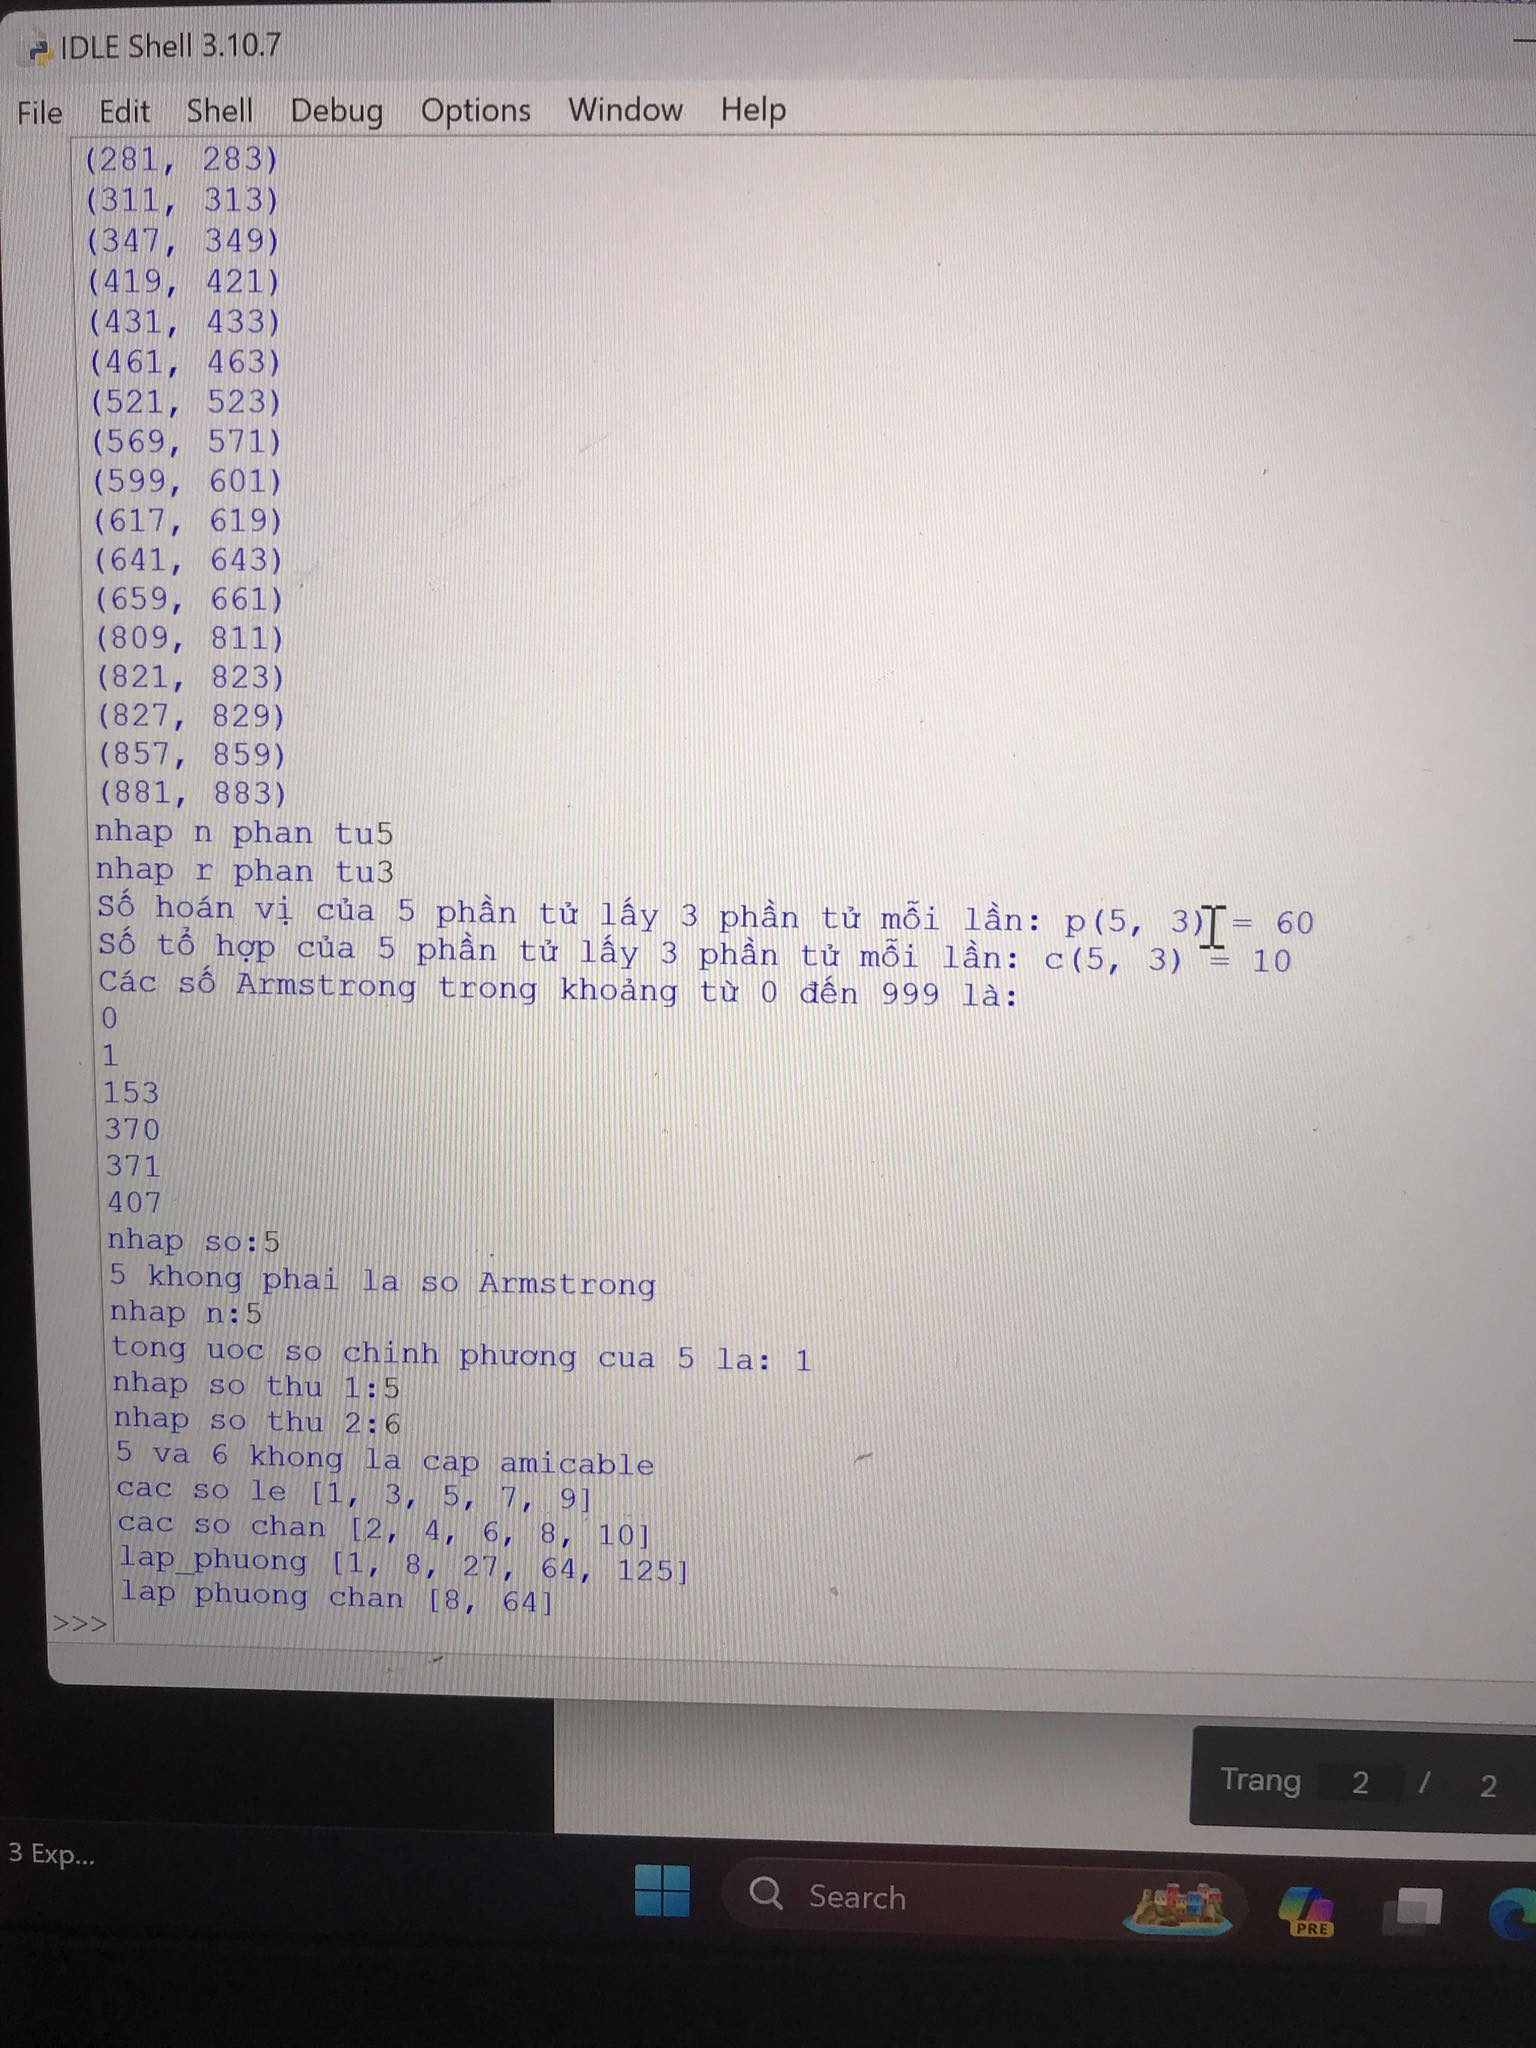 IDLE Shell 3.10.7
File Edit Shell Debug Options Window Help
(281, 283)
(311, 313)
(347, 349)
(419, 421)
(431, 433)
(461, 463)
(521, 523)
(569, 571)
(599, 601)
(617, 619)
(641, 643)
(659, 661)
(809, 811)
(821, 823)
(827, 829)
(857, 859)
(881, 883)
nhap n phan tu5
nhap r phan tu3
Số hoán vị của 5 phần tử lấy 3 phần tử mỗi lần: p(5, 3) = 60
Số tổ hợp của 5 phần tử lấy 3 phần tử mỗi lần: c(5, 3) = 10
Các số Armstrong trong khoảng từ 0 đến 999 là:
0
1
153
370
371
407
nhap so:5
5 khong phai la so Armstrong
nhap n:5
tong uoc so chinh phương cua 5 la: 1
nhap so thu 1:5
nhap so thu 2:6
5 va 6 khong la cap amicable
cac so le [1, 3, 5, 7, 9]
cac so chan [2, 4, 6, 8, 10]
lap_phuong [1, 8, 27, 64, 125]
lap phuong chan [8, 64]
>>>
Trang 2 / 2
3 Exp...
Search
PRE